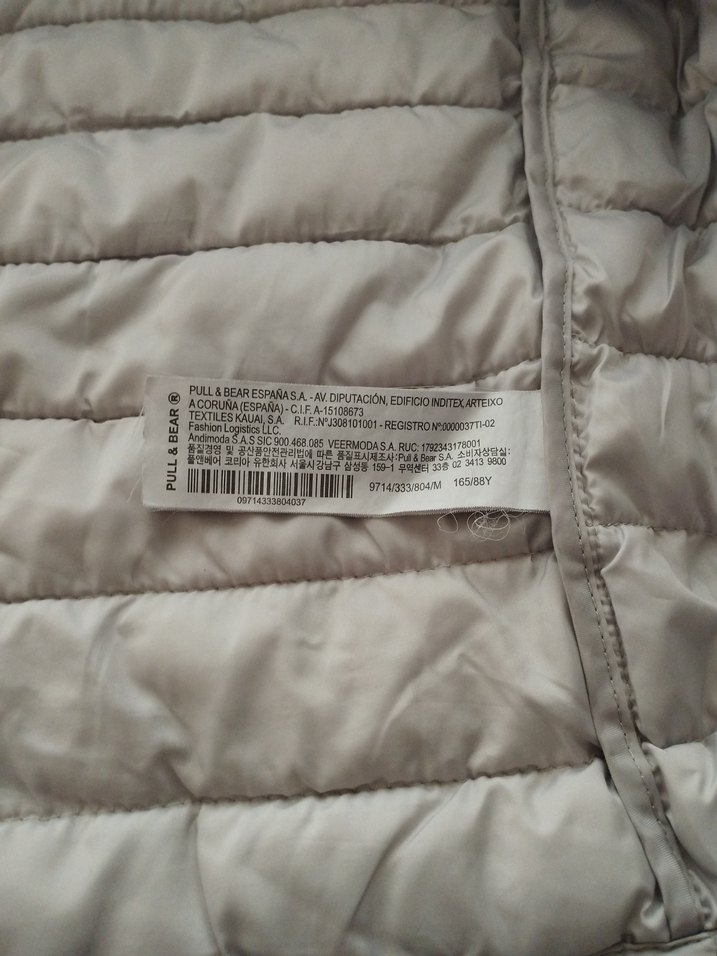 PULL & BEAR ®
PULL & BEAR ESPAÑA S.A. - AV. DIPUTACIÓN, EDIFICIO INDITEX, ARTEIXO
A CORUÑA (ESPAÑA) - C.I.F. A-15108673
TEXTILES KAUAI, S.A. R.I.F.:NºJ308101001 - REGISTRO Nº:0000037TI-02
Fashion Logistics LLC.
Andimoda S.A.S SIC 900.468.085 VEERMODA S.A. RUC: 1792343178001
품질경영 및 공산품안전관리법에 따른 품질표시제조사:Pull & Bear S.A. 소비자상담실:
풀앤베어 코리아 유한회사 서울시강남구 삼성동 159-1 무역센터 33층 02 3413 9800
9714/333/804/M 165/88Y
09714333804037